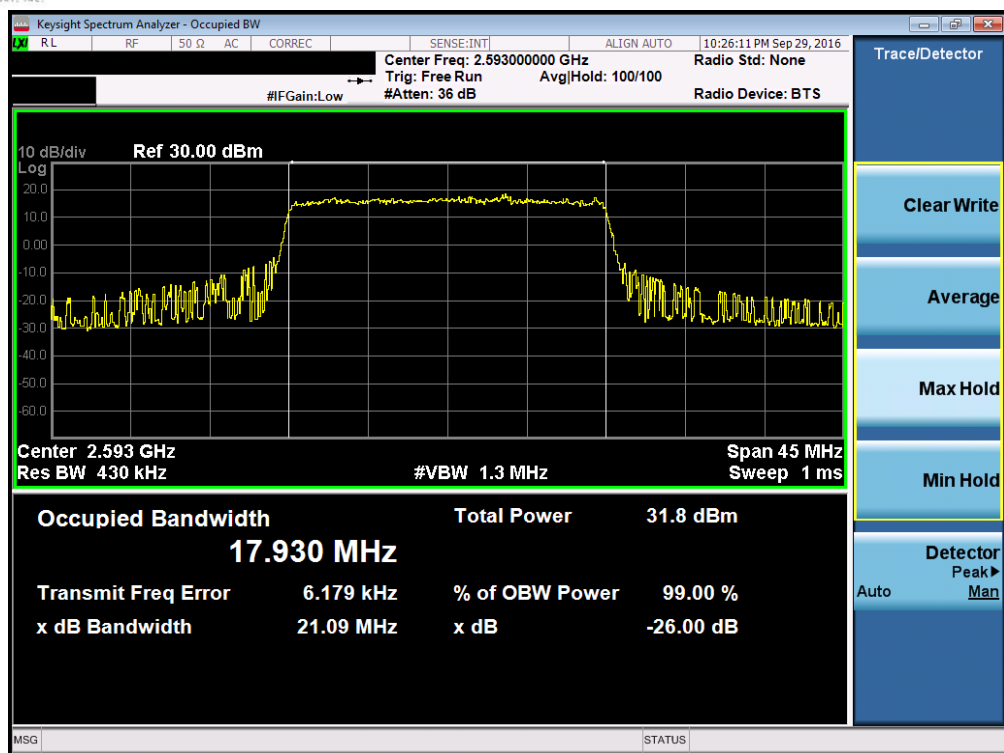 Keysight Spectrum Analyzer - Occupied BW
LXI RL RF 50 Ω AC CORREC SENSE:INT ALIGN AUTO 10:26:11 PM Sep 29, 2016
Center Freq: 2.593000000 GHz Radio Std: None
Trig: Free Run Avg|Hold: 100/100
#IFGain:Low #Atten: 36 dB Radio Device: BTS
Trace/Detector
10 dB/div Ref 30.00 dBm
Log
20.0
10.0
0.00
-10.0
-20.0
-30.0
-40.0
-50.0
-60.0
Center 2.593 GHz Span 45 MHz
Res BW 430 kHz #VBW 1.3 MHz Sweep 1 ms
Occupied Bandwidth Total Power 31.8 dBm
17.930 MHz
Transmit Freq Error 6.179 kHz % of OBW Power 99.00 %
x dB Bandwidth 21.09 MHz x dB -26.00 dB
Clear Write
Average
Max Hold
Min Hold
Detector
Peak▶
Auto Man
MSG STATUS